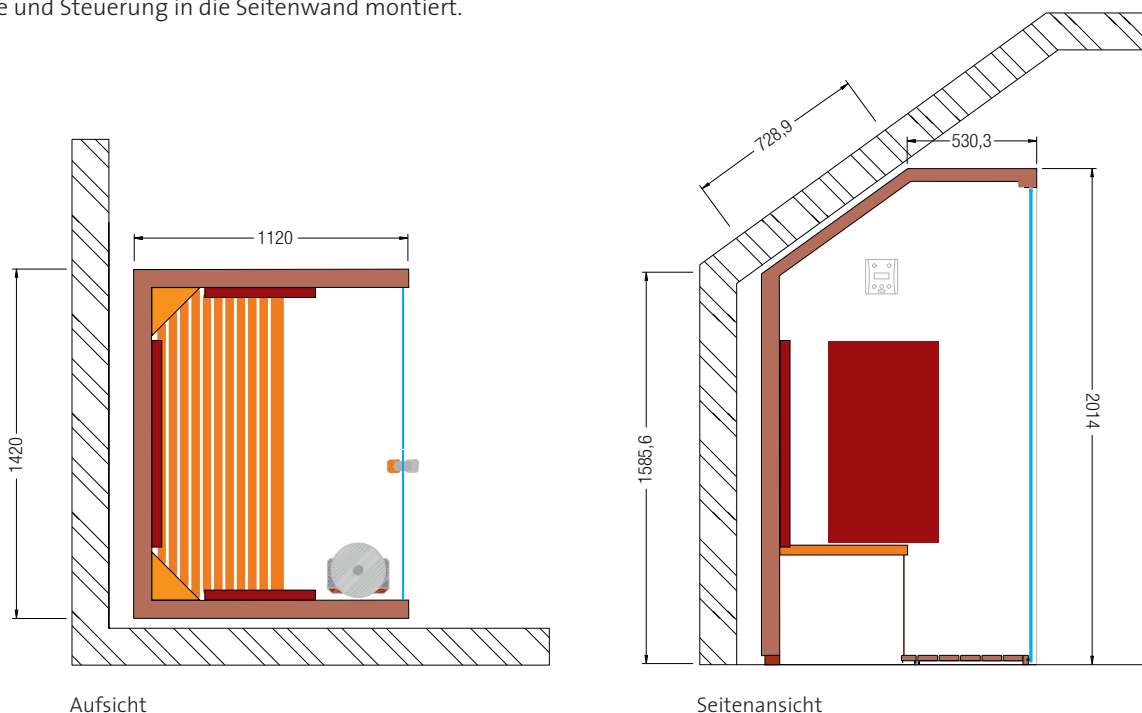 e und Steuerung in die Seitenwand montiert.
728,9
530,3
1120
1420
1585,6
2014
Aufsicht
Seitenansicht